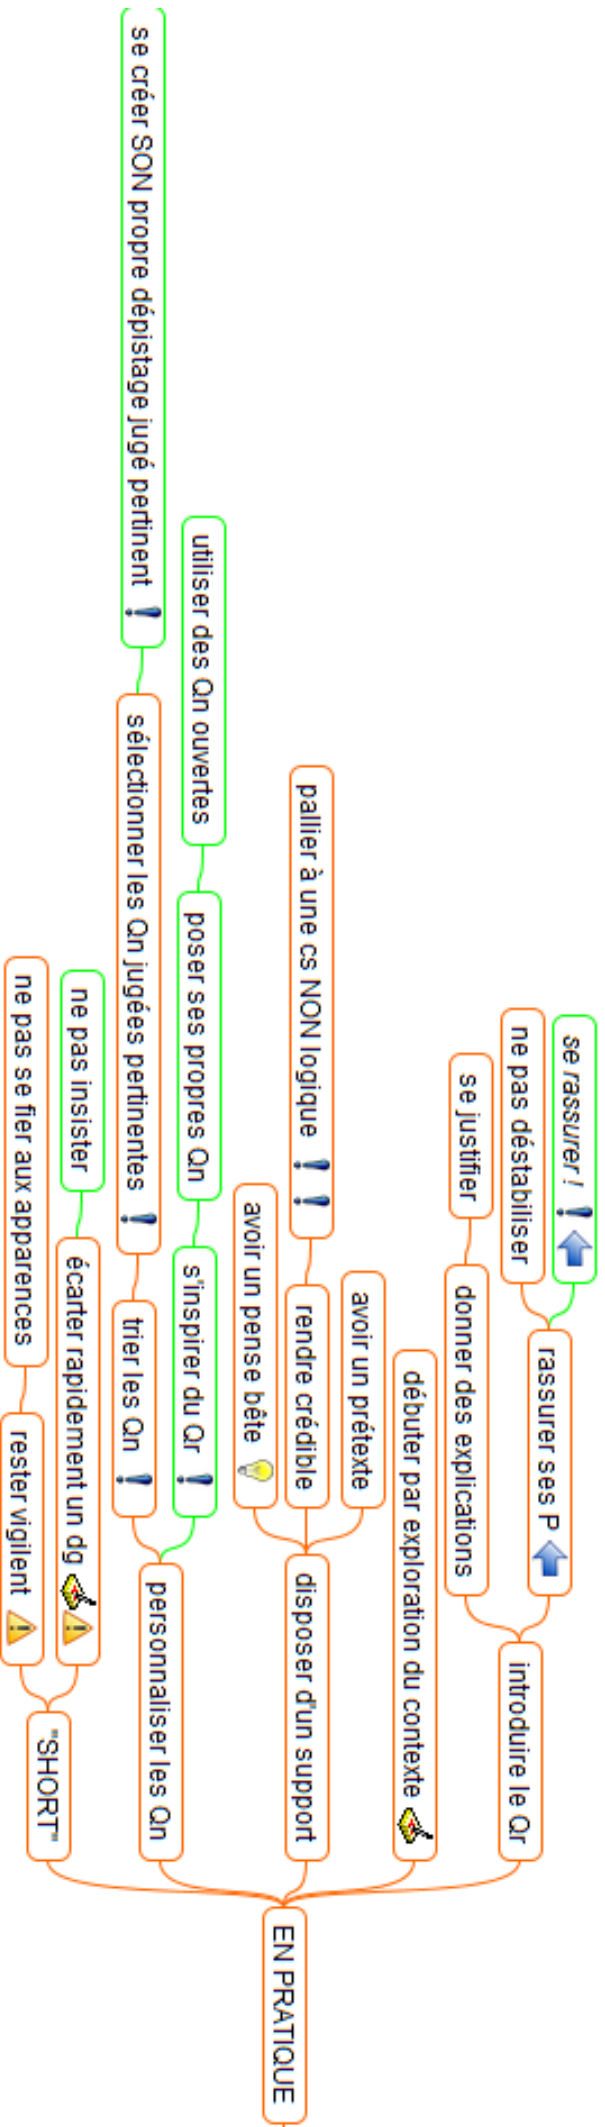 se rassurer !
ne pas déstabiliser
rassurer ses P
se justifier
donner des explications
introduire le Qr
débuter par exploration du contexte
avoir un prétexte
pallier à une cs NON logique
rendre crédible
avoir un pense bête
disposer d'un support
utiliser des Qn ouvertes
poser ses propres Qn
s'inspirer du Qr
se créer SON propre dépistage jugé pertinent
sélectionner les Qn jugées pertinentes
trier les Qn
personnaliser les Qn
ne pas insister
écarter rapidement un dg
ne pas se fier aux apparences
rester vigilent
"SHORT"
EN PRATIQUE